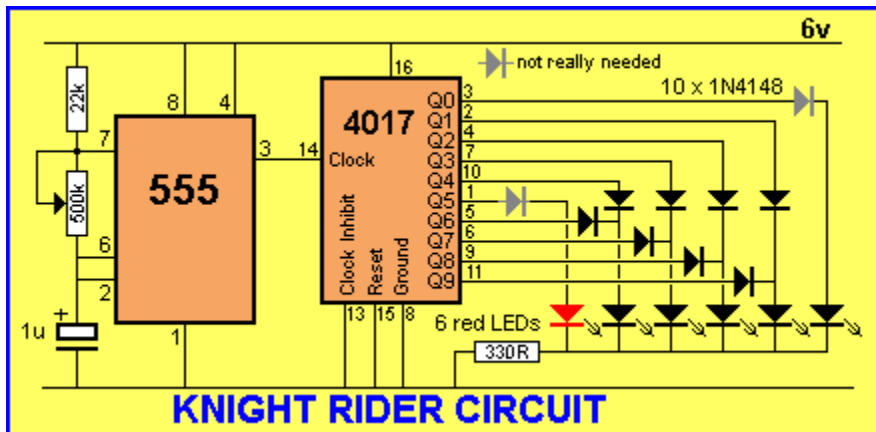 6v
16
not really needed
22k
8
4
3
10 x 1N4148
4017
Q0
2
Q1
4
Q2
7
7
3
14
Clock
Q3
10
555
Q4
1
500k
Q5
5
Q6
6
6
Q7
9
2
Q8
11
Q9
Clock Inhibit
Reset
Ground
+
1u
1
13
15
8
6 red LEDs
330R
KNIGHT RIDER CIRCUIT